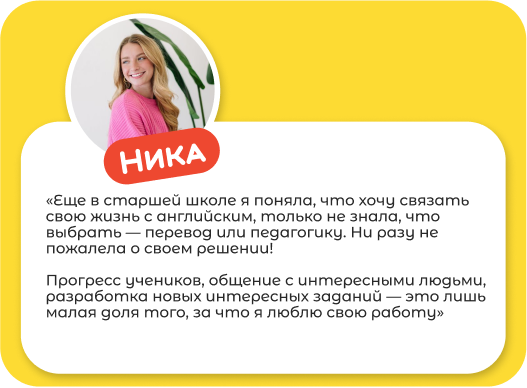 Ника
«Еще в старшей школе я поняла, что хочу связать
свою жизнь с английским, только не знала, что
выбрать — перевод или педагогику. Ни разу не
пожалела о своем решении!
Прогресс учеников, общение с интересными людьми,
разработка новых интересных заданий — это лишь
малая доля того, за что я люблю свою работу»